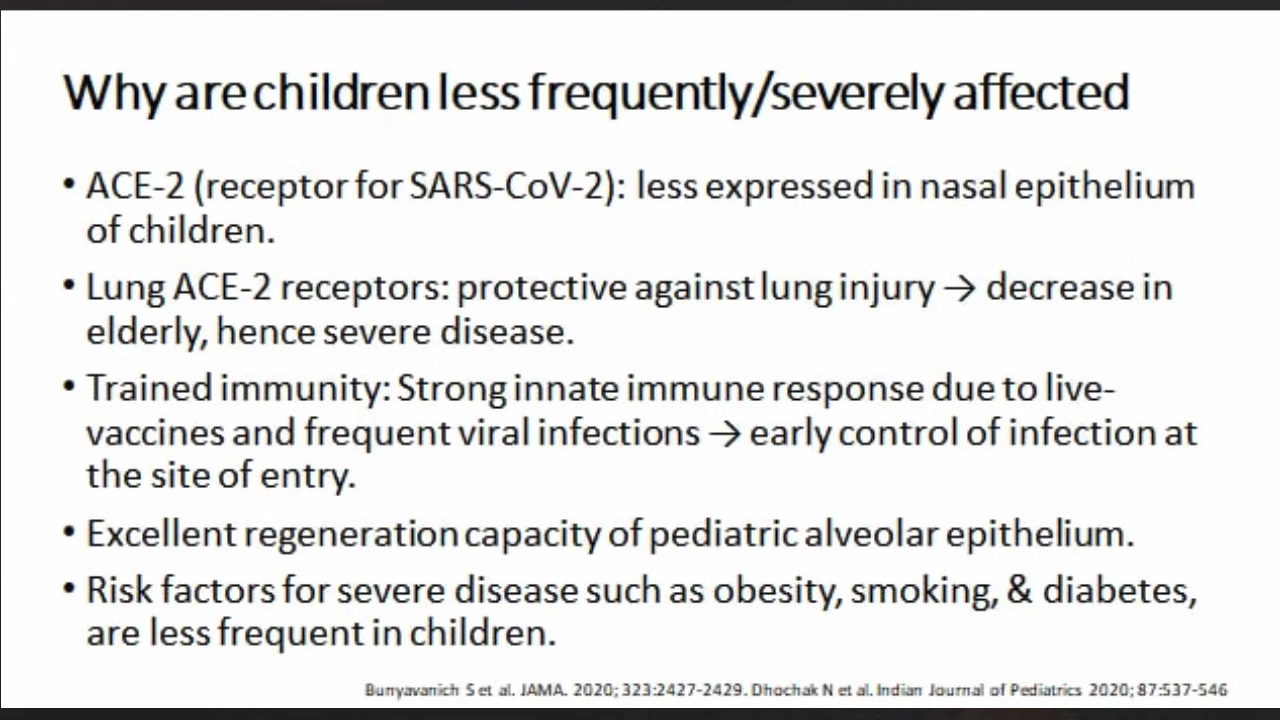 Why are children less frequently/severely affected
• ACE-2 (receptor for SARS-CoV-2): less expressed in nasal epithelium
of children.
• Lung ACE-2 receptors: protective against lung injury → decrease in
elderly, hence severe disease.
• Trained immunity: Strong innate immune response due to live-
vaccines and frequent viral infections → early control of infection at
the site of entry.
• Excellent regeneration capacity of pediatric alveolar epithelium.
• Risk factors for severe disease such as obesity, smoking, & diabetes,
are less frequent in children.
Bunyavanich S et al. JAMA. 2020; 323:2427-2429. Dhochak N et al. Indian Journal of Pediatrics 2020; 87:537-546